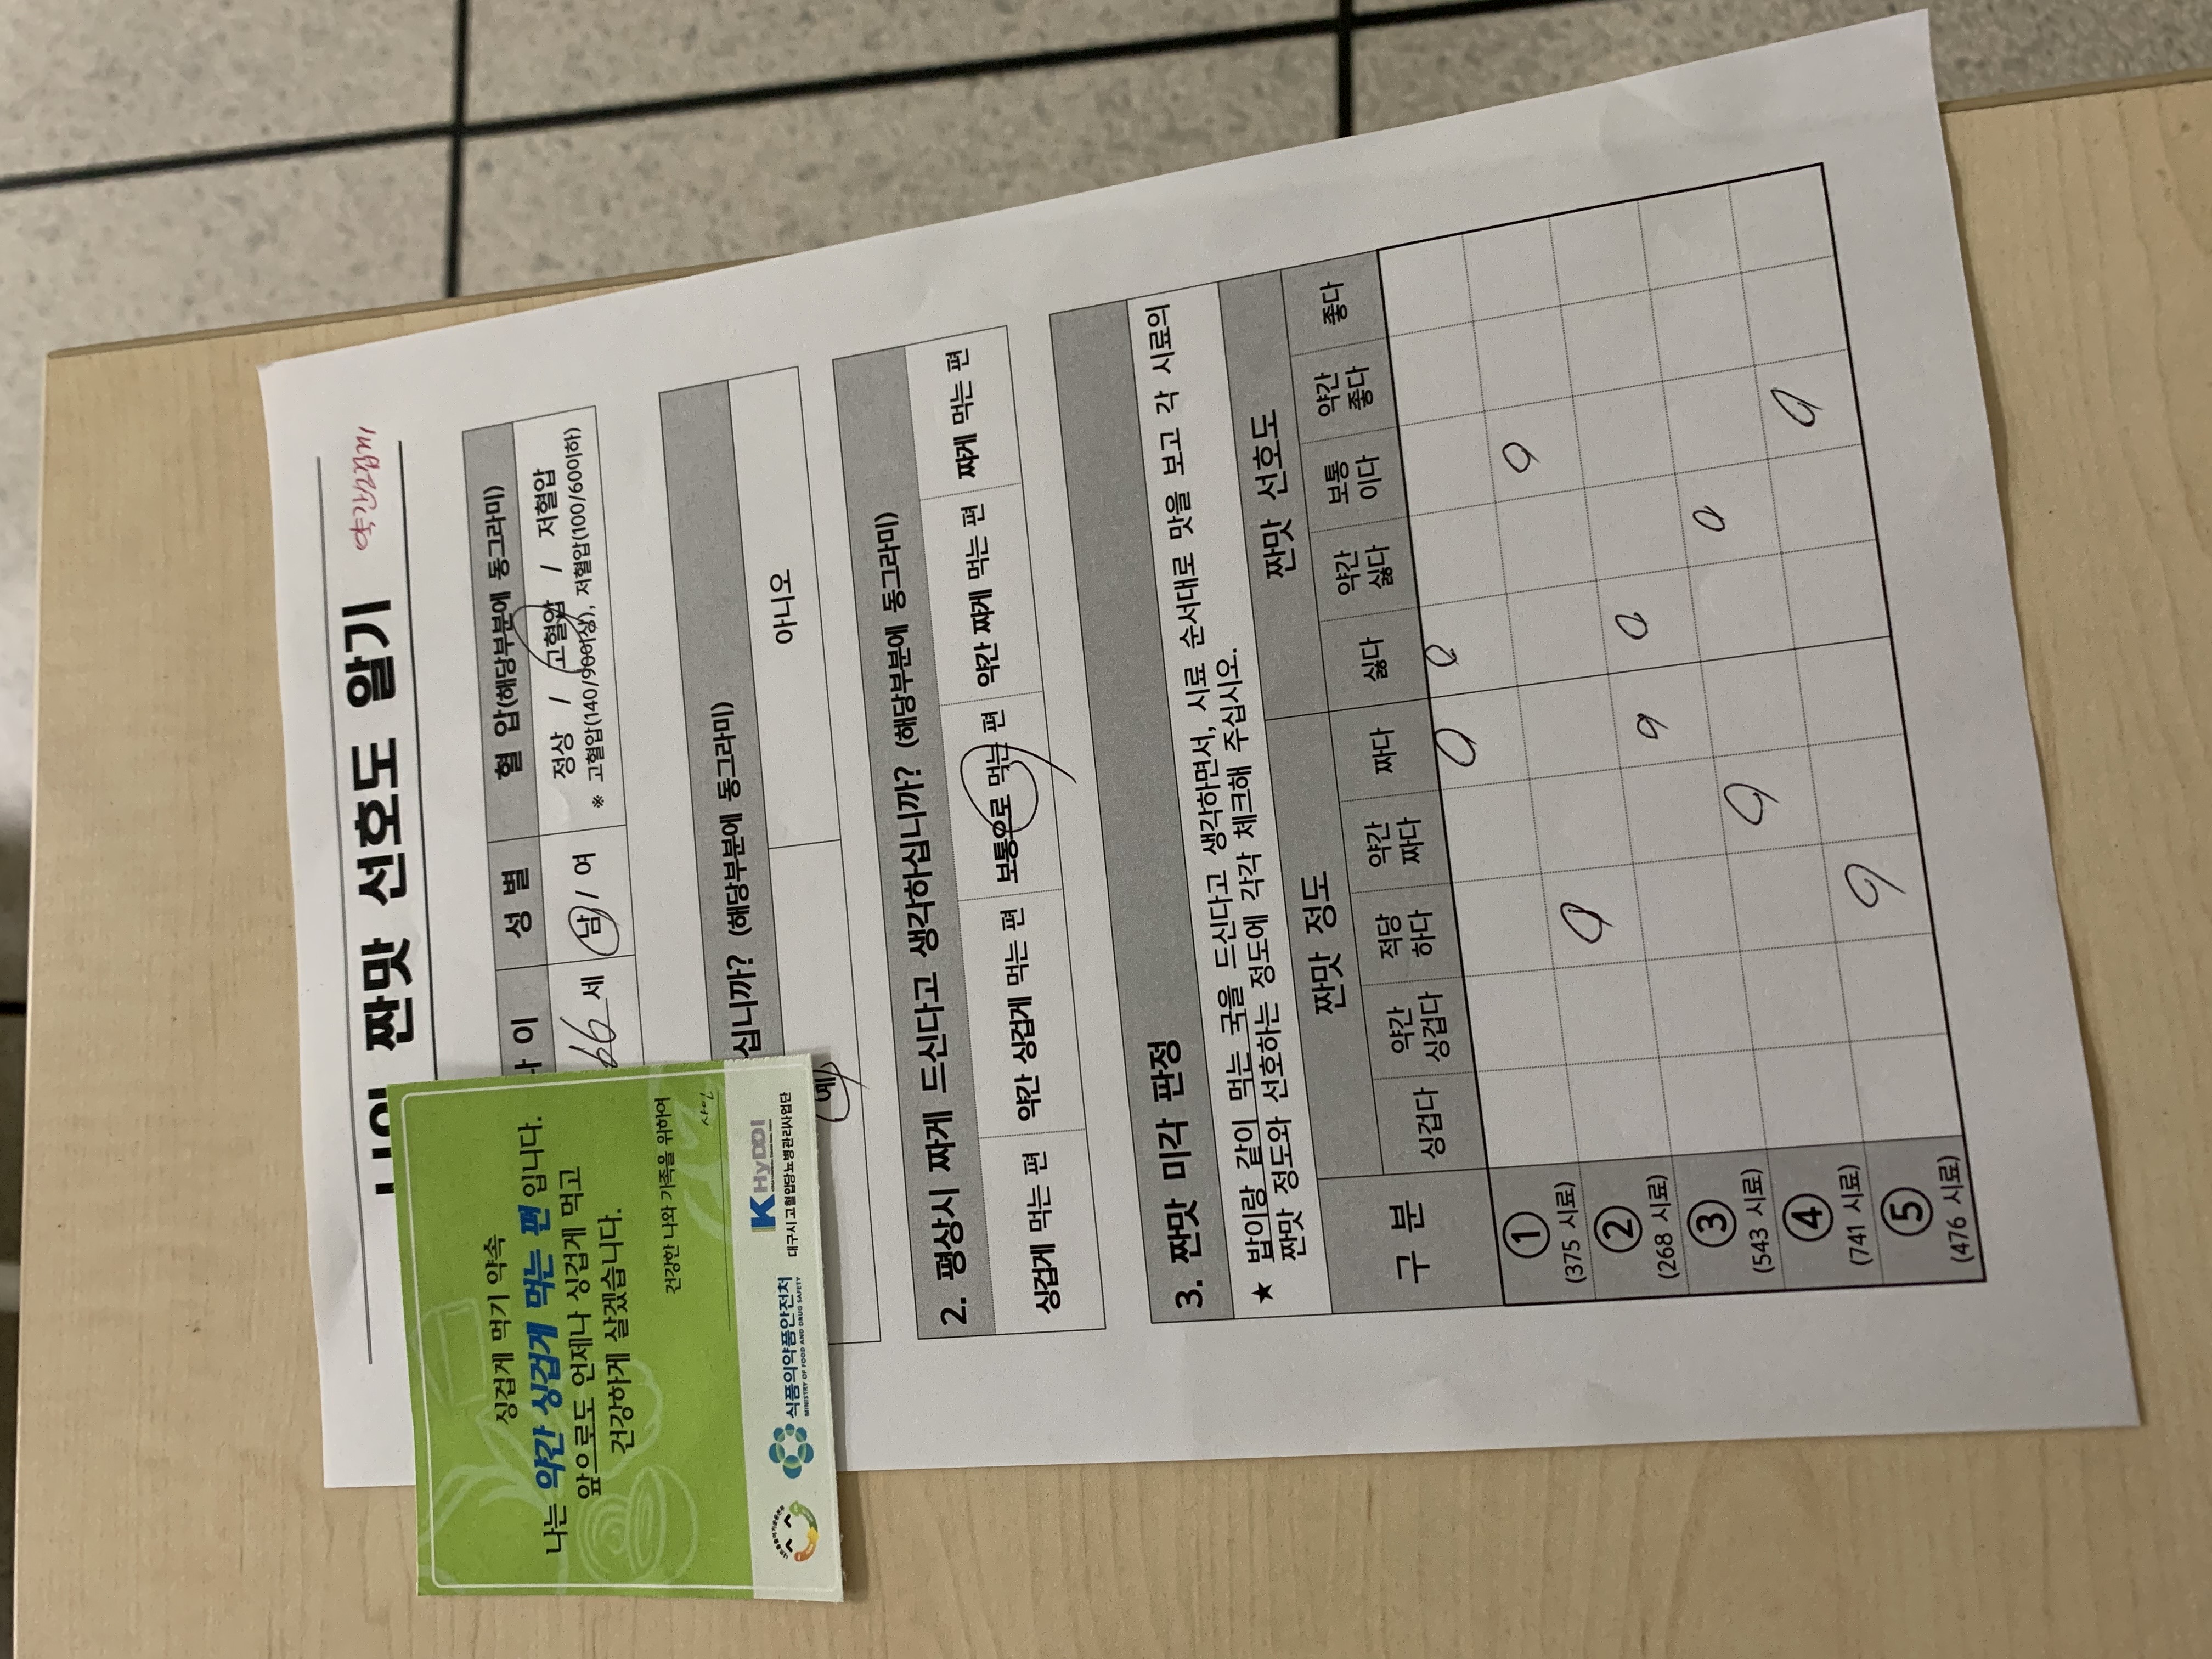 짠맛 선호도 알기
약간싱겁게
이 성 별 혈 압(해당부분에 동그라미)
66 세 남 / 여 정상 / 고혈압 / 저혈압
※ 고혈압(140/90이상), 저혈압(100/60이하)
십니까? (해당부분에 동그라미)
예 아니오
2. 평상시 짜게 드신다고 생각하십니까? (해당부분에 동그라미)
싱겁게 먹는 편 약간 싱겁게 먹는 편 보통으로 먹는 편 약간 짜게 먹는 편 짜게 먹는 편
3. 짠맛 미각 판정
★ 밥이랑 같이 먹는 국을 드신다고 생각하면서, 시료 순서대로 맛을 보고 각 시료의
짠맛 정도와 선호하는 정도에 각각 체크해 주십시오.
구 분 짠맛 정도 짠맛 선호도
싱겁다 약간 싱겁다 적당하다 약간 짜다 짜다 싫다 약간 싫다 보통이다 약간 좋다 좋다
①
(375 시료)
②
(268 시료)
③
(543 시료)
④
(741 시료)
⑤
(476 시료)
싱겁게 먹기 약속
나는 약간 싱겁게 먹는 편 입니다.
앞으로도 언제나 싱겁게 먹고
건강하게 살겠습니다.
건강한 나와 가족을 위하여
사인
식품의약품안전처
MINISTRY OF FOOD AND DRUG SAFETY
K HyDDI
대구시고혈압당뇨병관리사업단